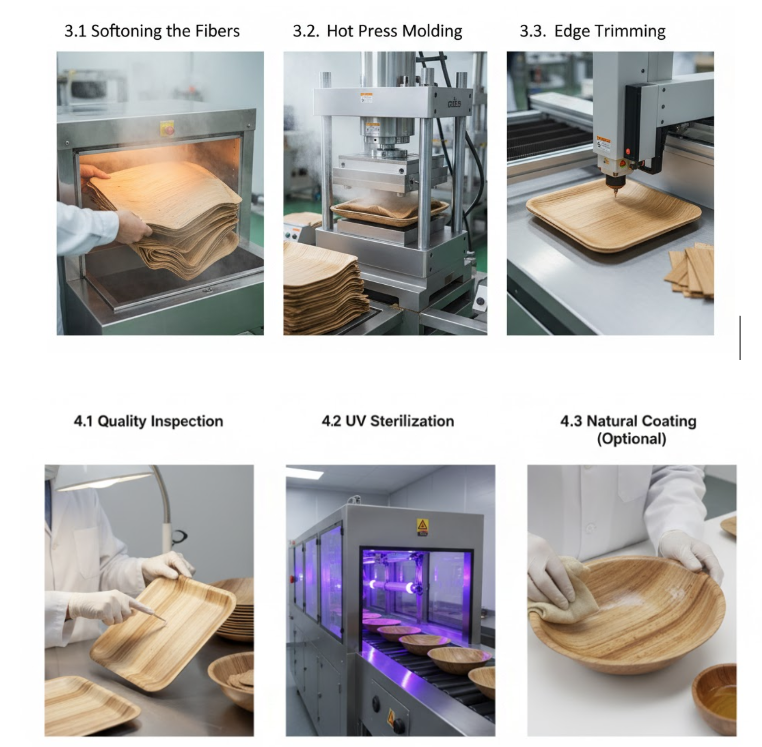 3.1 Softoning the Fibers
3.2. Hot Press Molding
3.3. Edge Trimming
4.1 Quality Inspection
4.2 UV Sterilization
4.3 Natural Coating
(Optional)